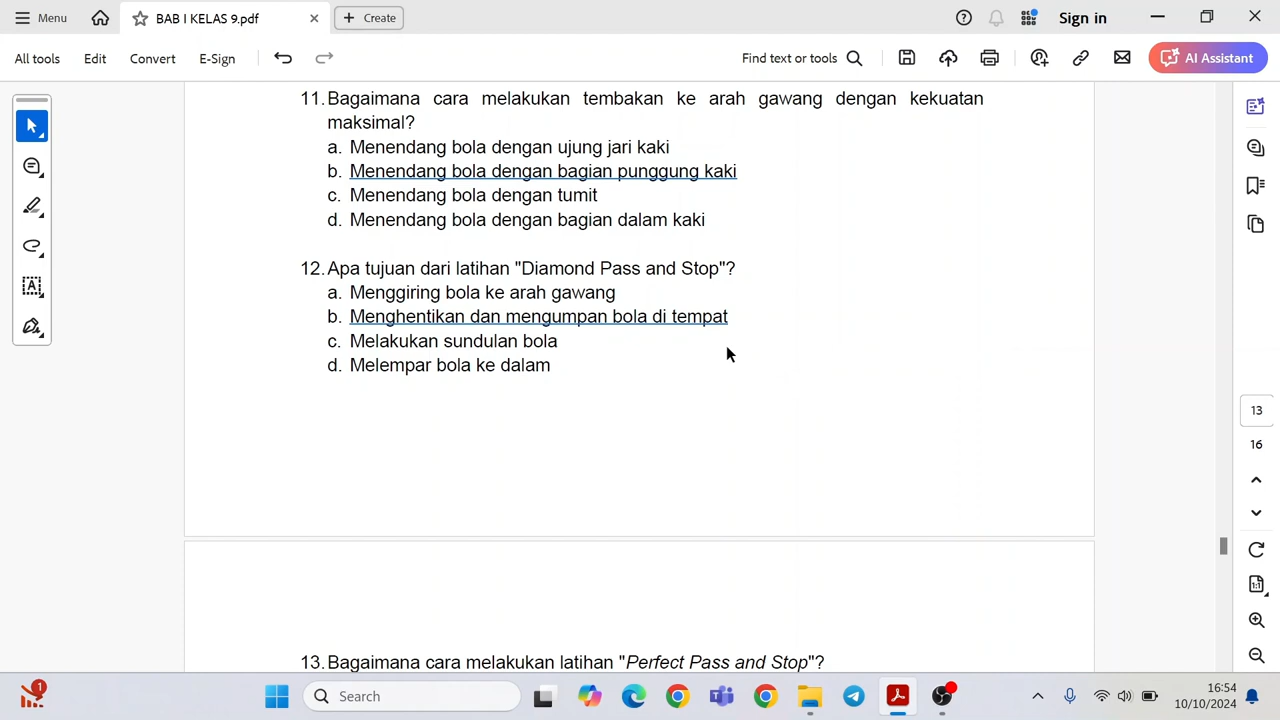 Menu
BAB I KELAS 9.pdf
Create
Sign in
All tools
Edit
Convert
E-Sign
Find text or tools
AI Assistant
11. Bagaimana cara melakukan tembakan ke arah gawang dengan kekuatan
maksimal?
a. Menendang bola dengan ujung jari kaki
b. Menendang bola dengan bagian punggung kaki
c. Menendang bola dengan tumit
d. Menendang bola dengan bagian dalam kaki
12. Apa tujuan dari latihan "Diamond Pass and Stop"?
a. Menggiring bola ke arah gawang
b. Menghentikan dan mengumpan bola di tempat
c. Melakukan sundulan bola
d. Melempar bola ke dalam
13. Bagaimana cara melakukan latihan "Perfect Pass and Stop"?
13
16
1:1
1
Search
16:54
10/10/2024